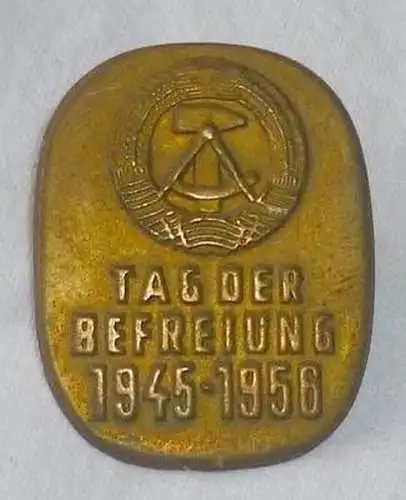 TAG DER
BEFREIUNG
1945-1956